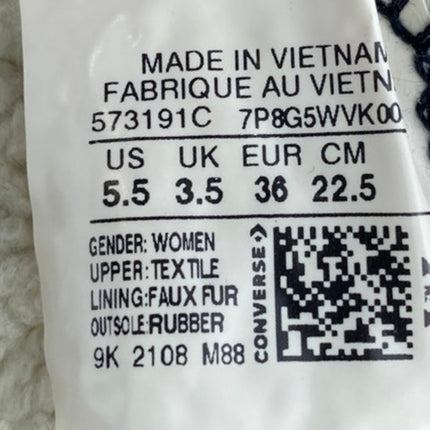 MADE IN VIETNAM
FABRIQUE AU VIETN
573191C 7P8G5WVK00
US UK EUR CM
5.5 3.5 36 22.5
GENDER: WOMEN
UPPER: TEXTILE
LINING:FAUX FUR
OUTSOLE:RUBBER
9K 2108 M88
CONVERSE